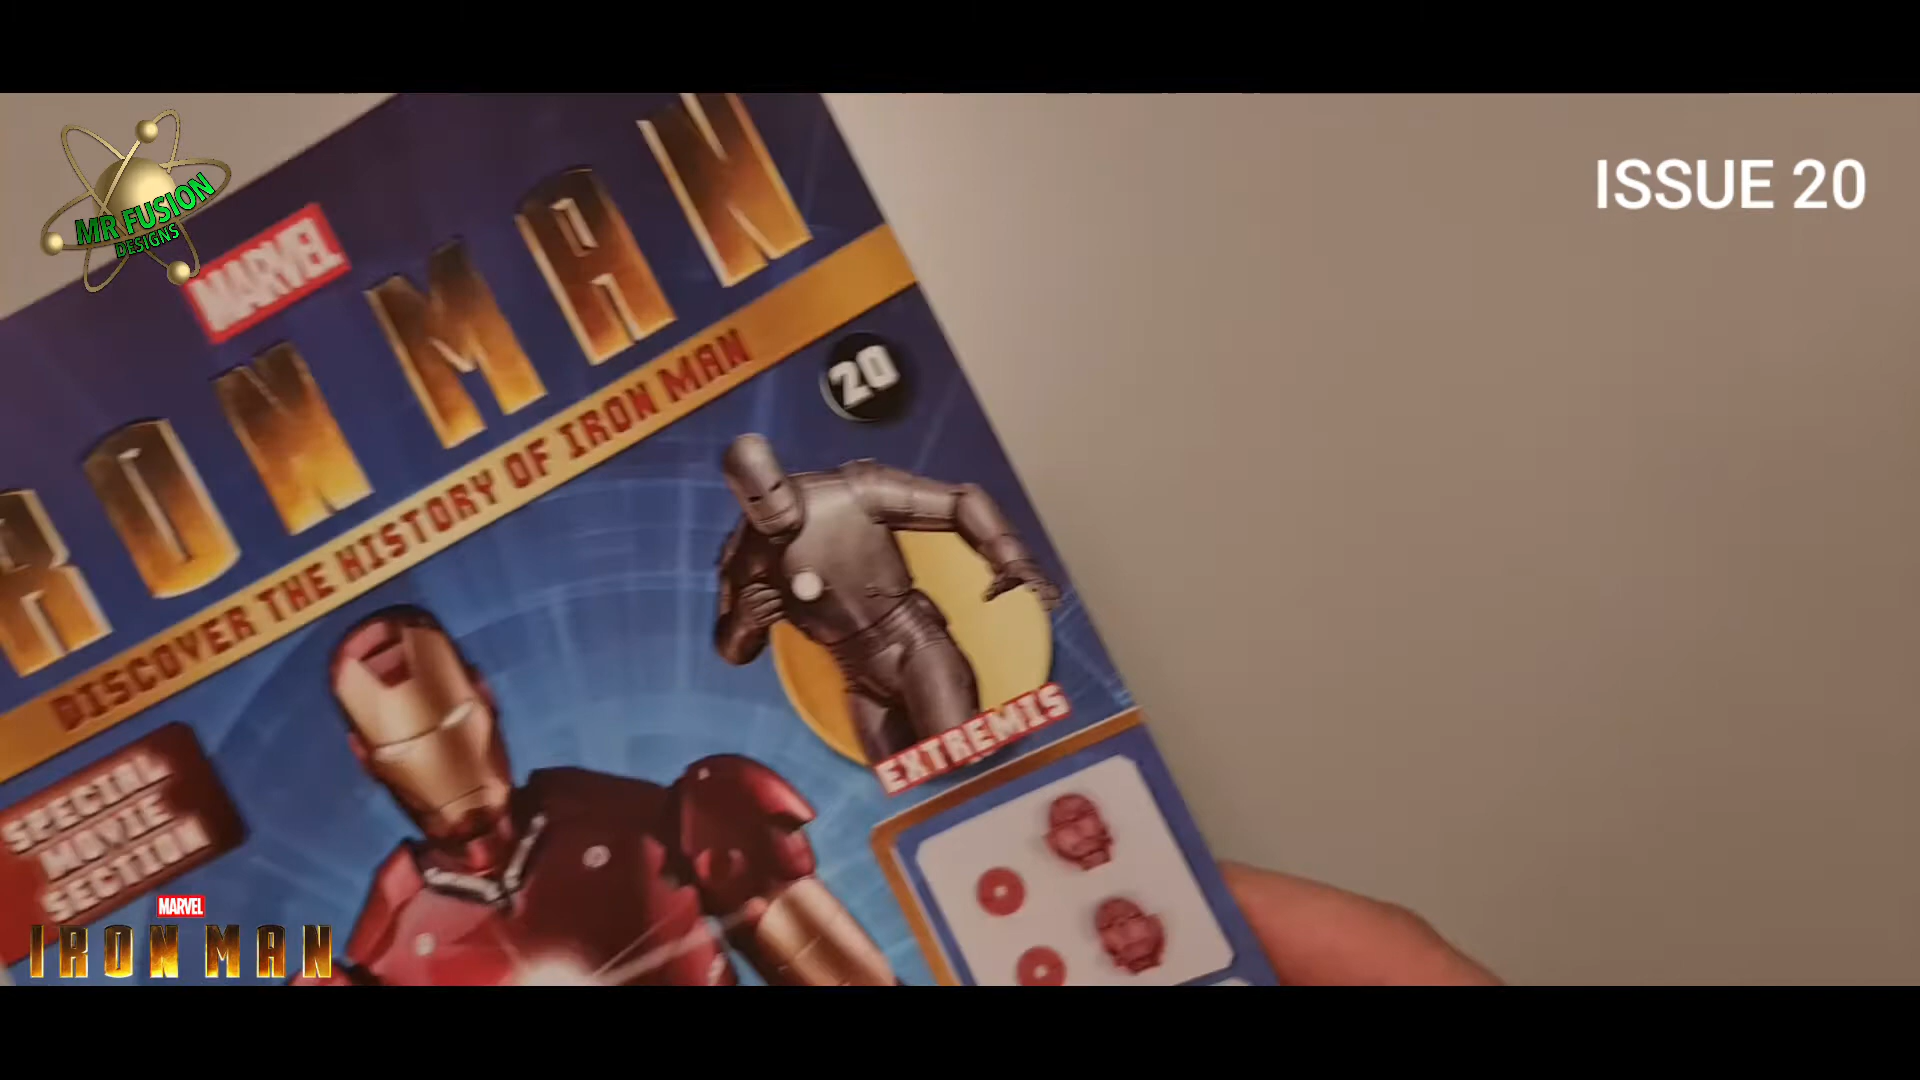 MR FUSION
DESIGNS
ISSUE 20
MARVEL
IRON MAN
DISCOVER THE HISTORY OF IRON MAN
20
EXTREMIS
SPECIAL
MOVIE
SECTION
MARVEL
IRON MAN